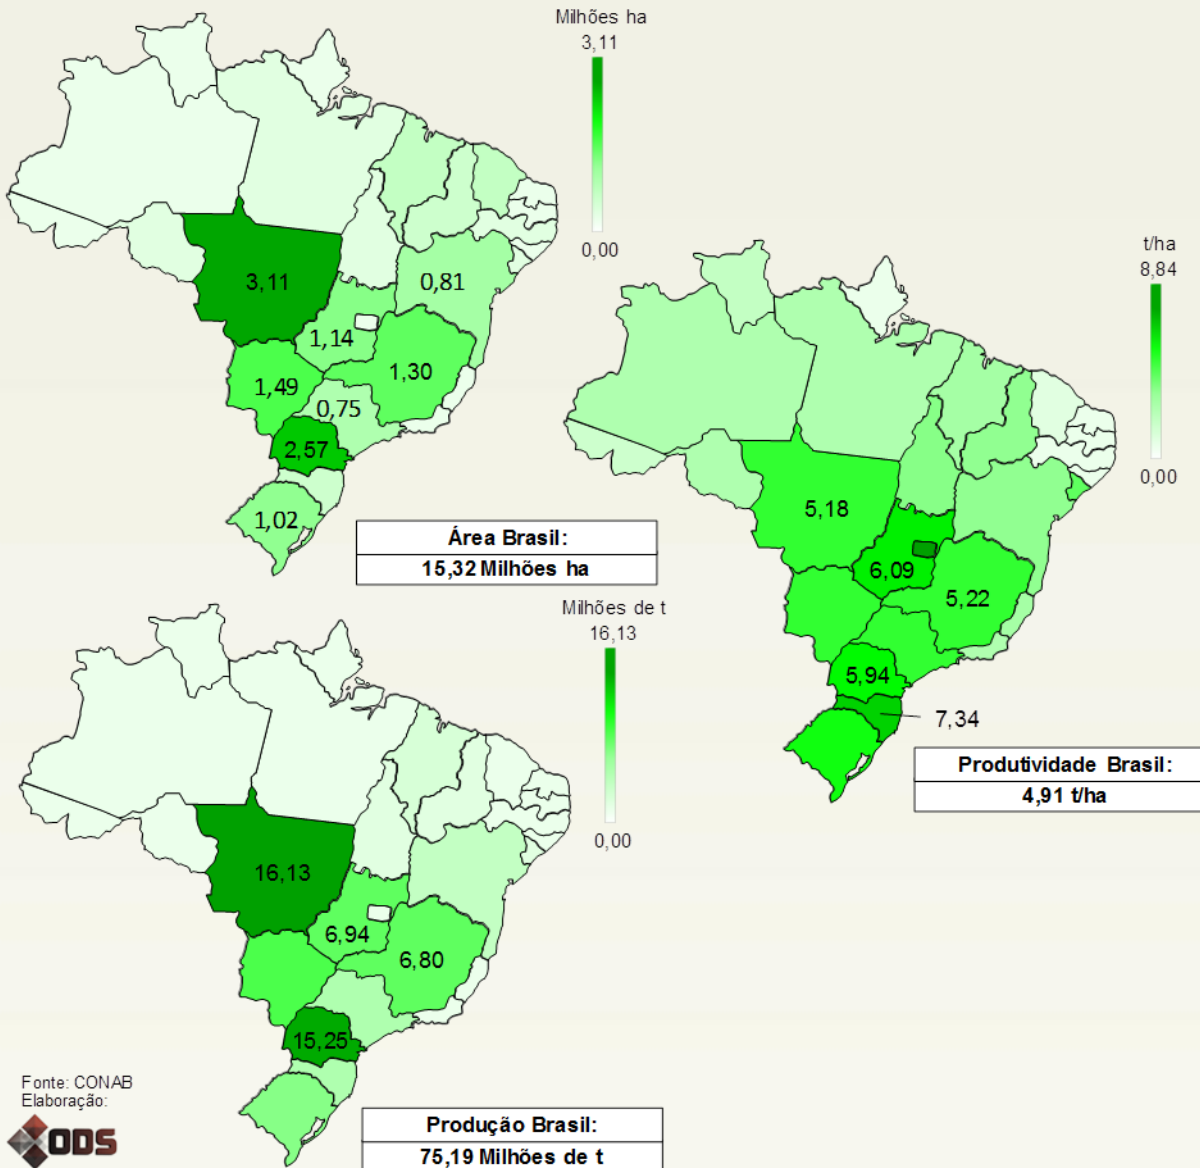 Milhões ha
3,11
0,00
3,11
0,81
1,14
1,30
1,49
0,75
2,57
1,02
Área Brasil:
15,32 Milhões ha
t/ha
8,84
0,00
5,18
6,09
5,22
5,94
7,34
Produtividade Brasil:
4,91 t/ha
Milhões de t
16,13
0,00
16,13
6,94
6,80
15,25
Produção Brasil:
75,19 Milhões de t
Fonte: CONAB
Elaboração:
ODS